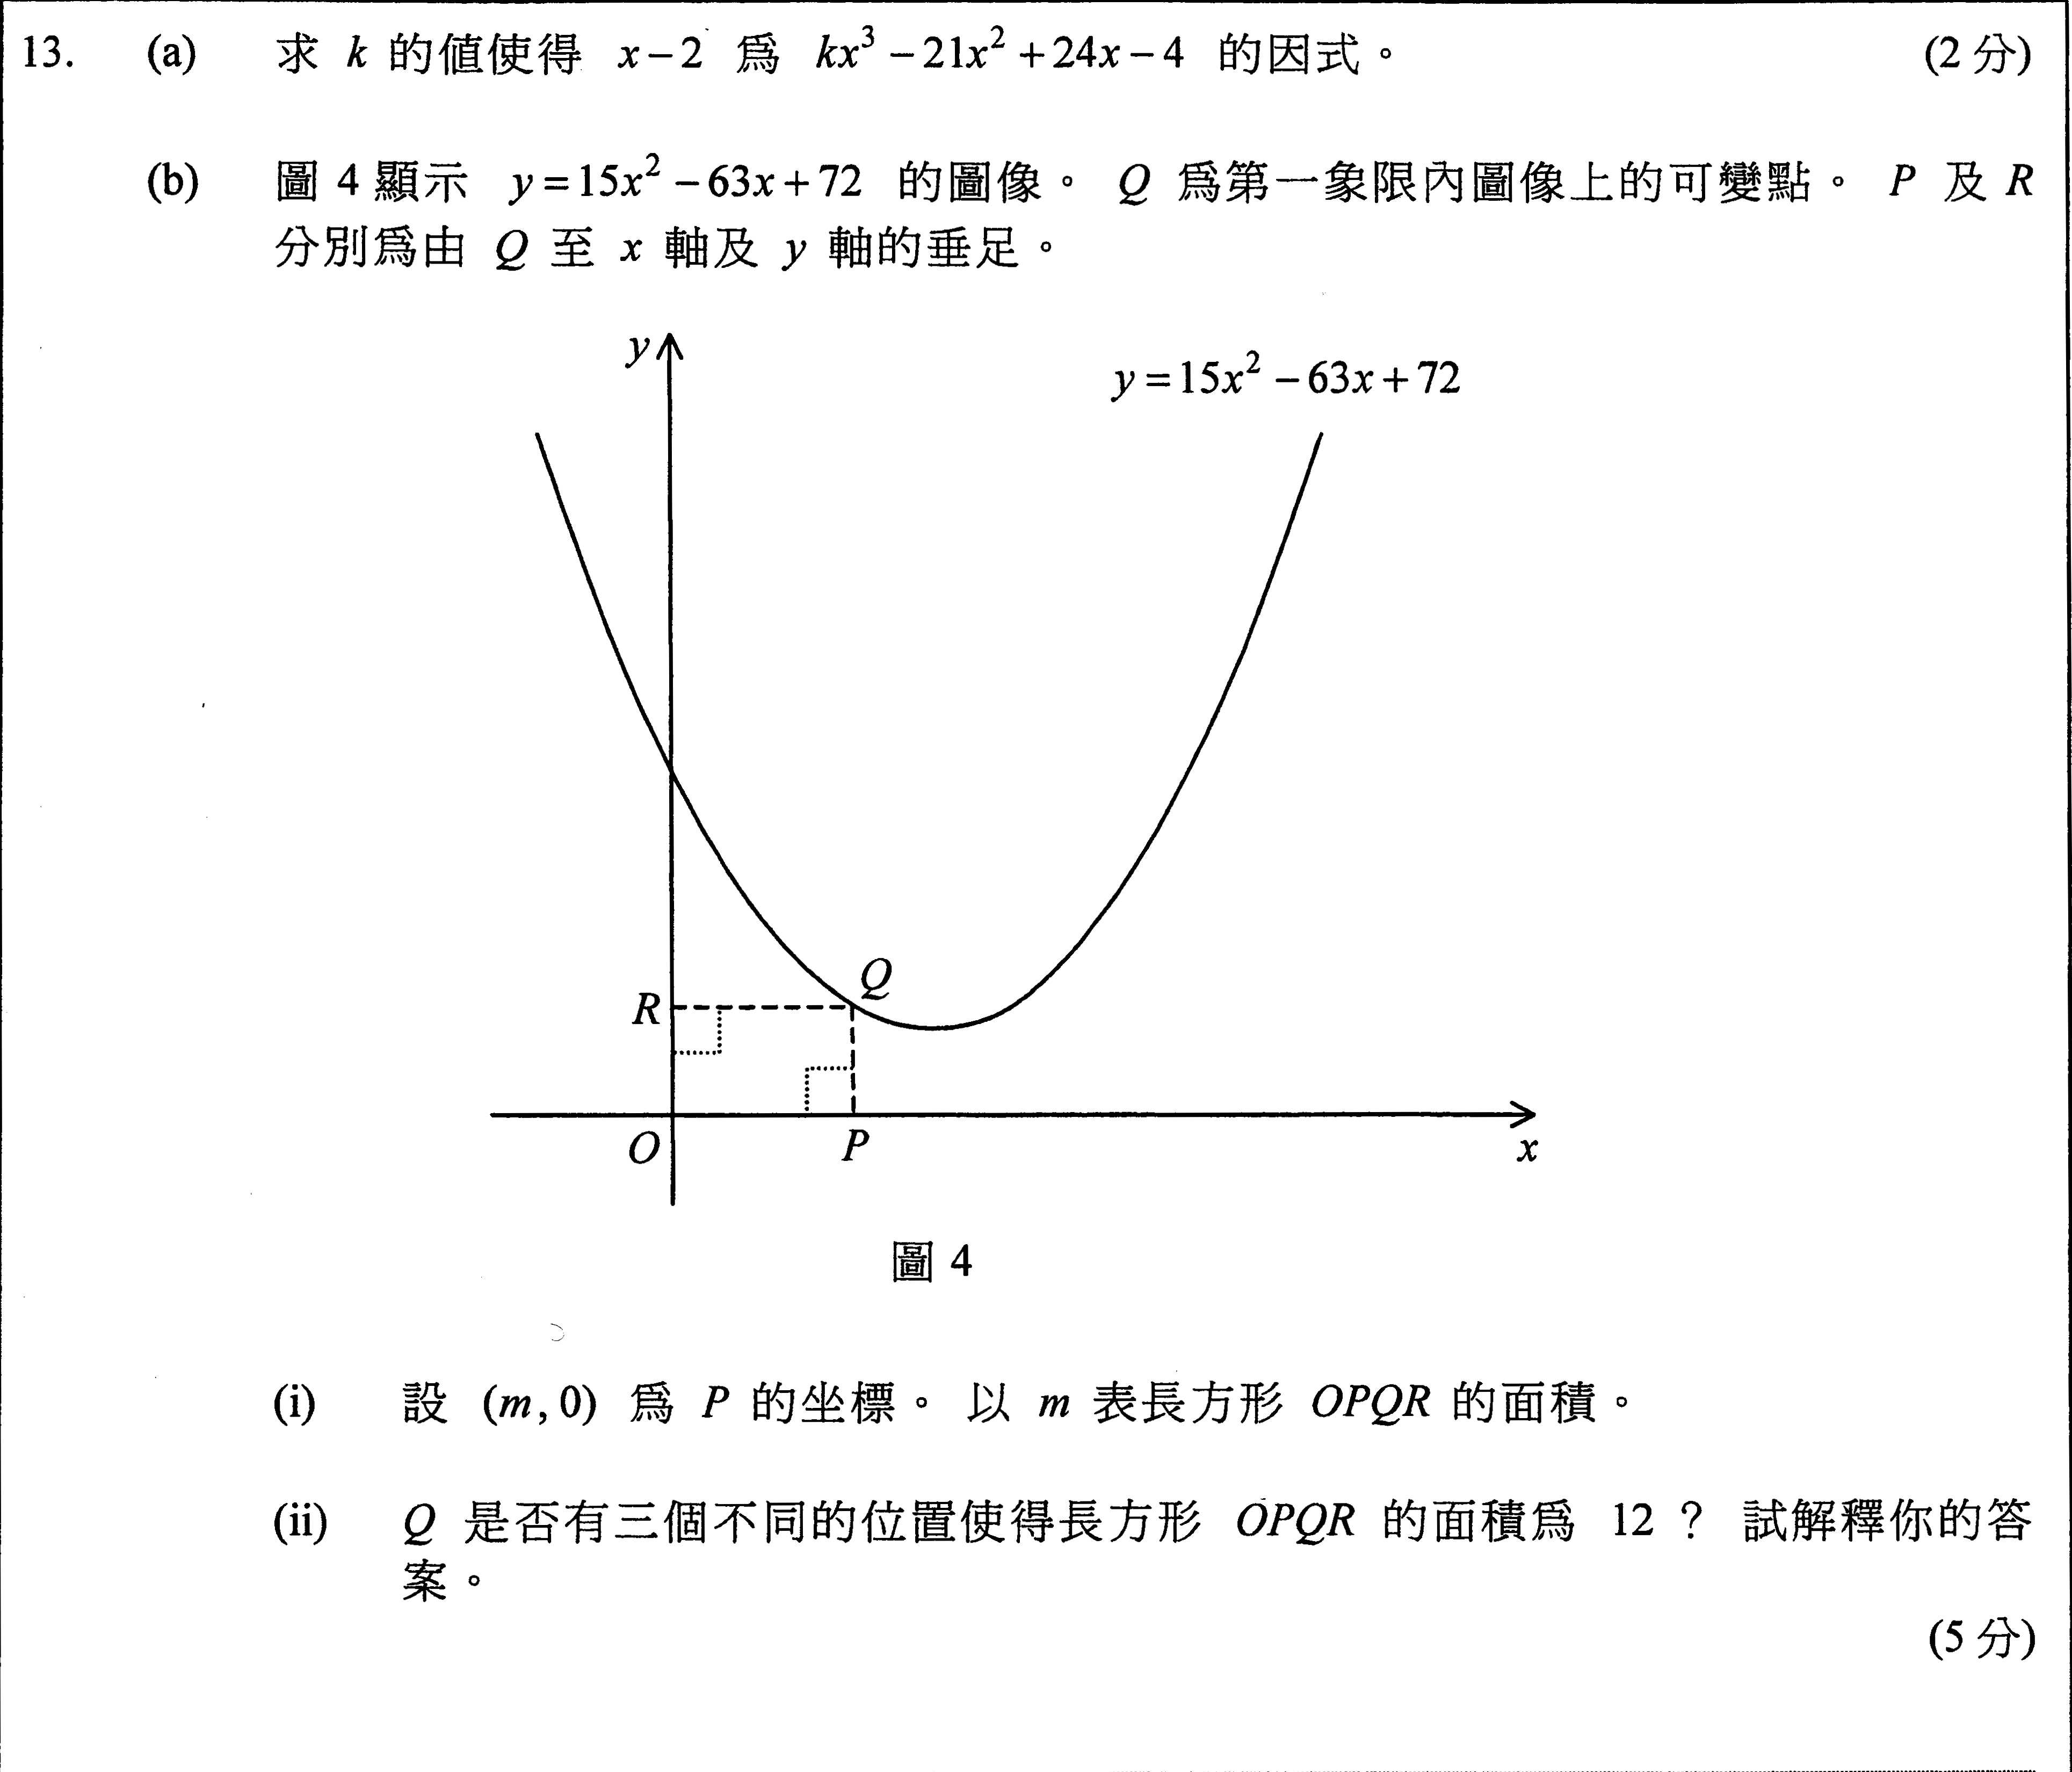 13. (a) 求 k 的值使得 x−2 爲 kx³−21x²+24x−4 的因式。 (2 分)
(b) 圖 4 顯示 y=15x²−63x+72 的圖像。 Q 爲第一象限內圖像上的可變點。 P 及 R
分別爲由 Q 至 x 軸及 y 軸的垂足。
y
y=15x²−63x+72
Q
R
O
P
x
圖 4
(i) 設 (m, 0) 爲 P 的坐標。 以 m 表長方形 OPQR 的面積。
(ii) Q 是否有三個不同的位置使得長方形 OPQR 的面積爲 12 ? 試解釋你的答
案。
(5 分)